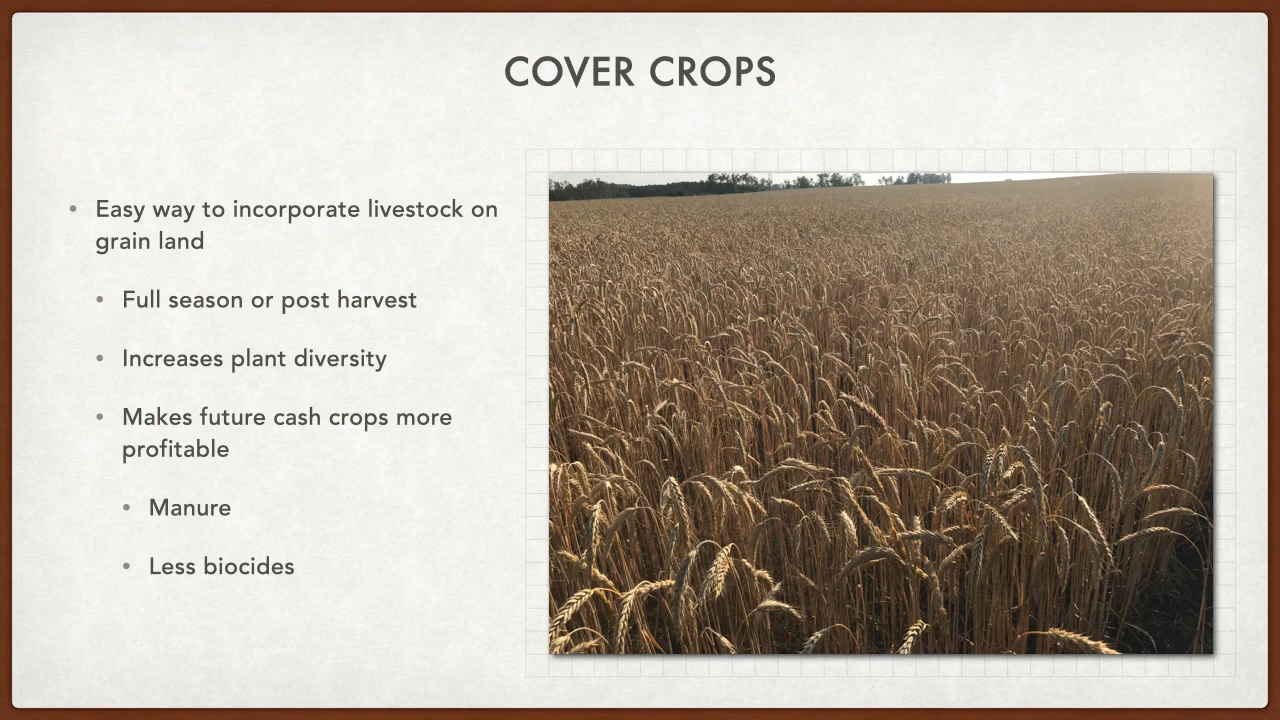 COVER CROPS
• Easy way to incorporate livestock on
grain land
• Full season or post harvest
• Increases plant diversity
• Makes future cash crops more
profitable
• Manure
• Less biocides